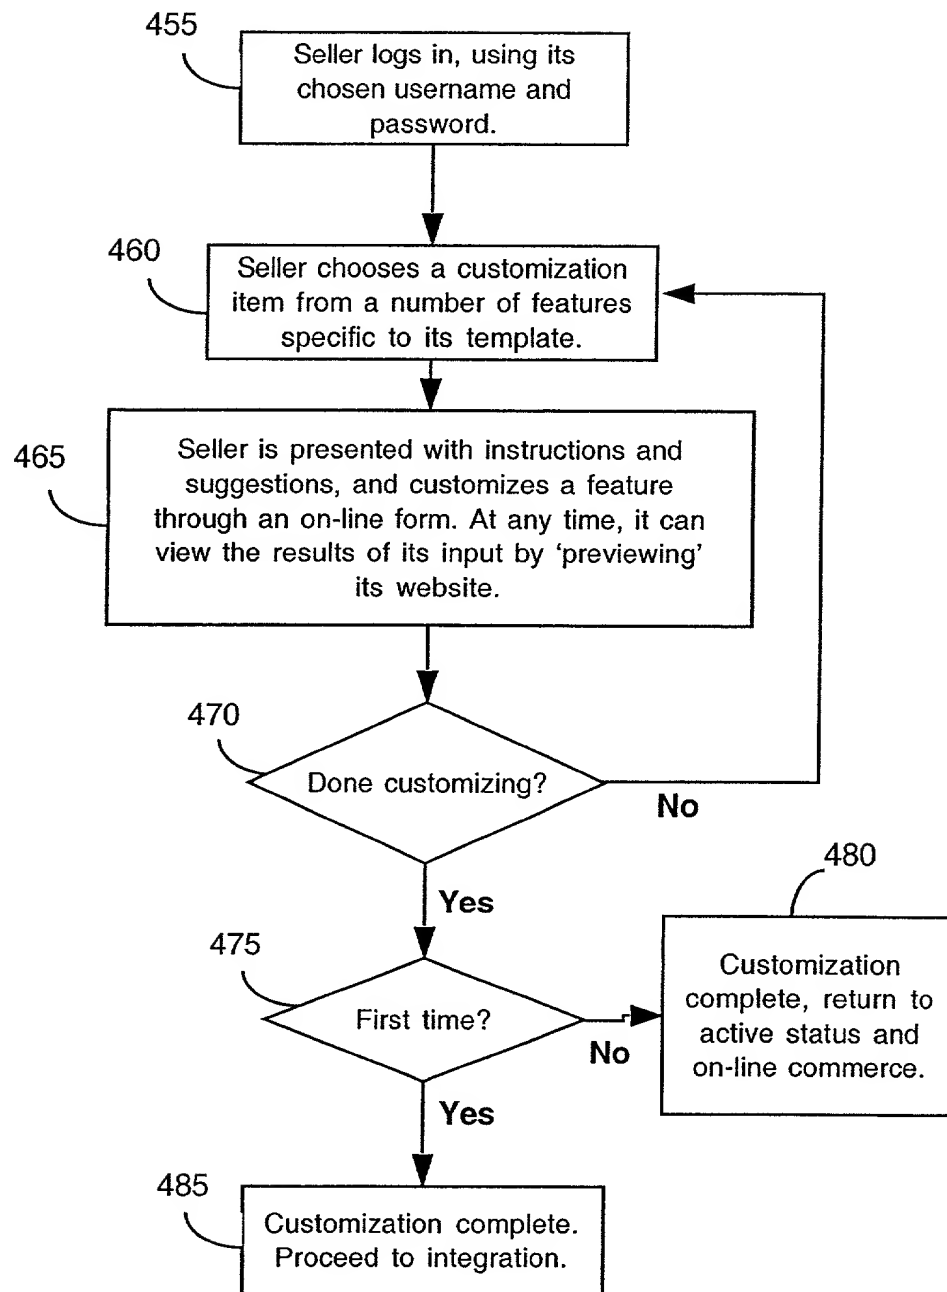 455
Seller logs in, using its
chosen username and
password.
460
Seller chooses a customization
item from a number of features
specific to its template.
465
Seller is presented with instructions and
suggestions, and customizes a feature
through an on-line form. At any time, it can
view the results of its input by ‘previewing’
its website.
470
Done customizing?
No
Yes
480
475
First time?
No
Customization
complete, return to
active status and
on-line commerce.
Yes
485
Customization complete.
Proceed to integration.